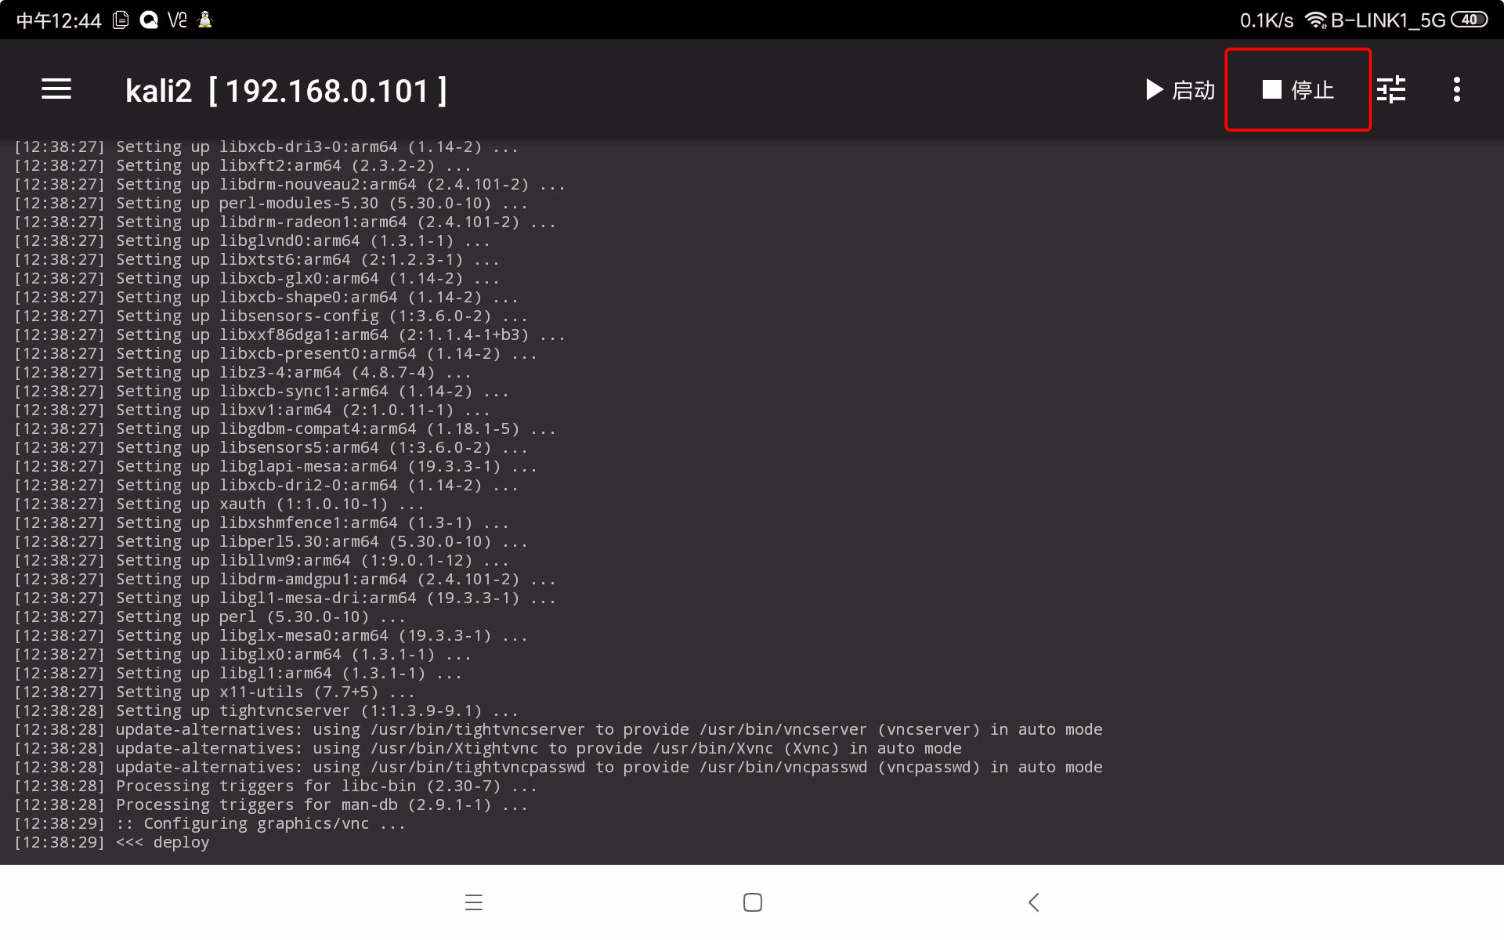 中午12:44
0.1K/s B-LINK1_5G 40
kali2 [ 192.168.0.101 ]
启动
停止
[12:38:27] Setting up libxcb-dri3-0:arm64 (1.14-2) ...
[12:38:27] Setting up libxft2:arm64 (2.3.2-2) ...
[12:38:27] Setting up libdrm-nouveau2:arm64 (2.4.101-2) ...
[12:38:27] Setting up perl-modules-5.30 (5.30.0-10) ...
[12:38:27] Setting up libdrm-radeon1:arm64 (2.4.101-2) ...
[12:38:27] Setting up libglvnd0:arm64 (1.3.1-1) ...
[12:38:27] Setting up libxtst6:arm64 (2:1.2.3-1) ...
[12:38:27] Setting up libxcb-glx0:arm64 (1.14-2) ...
[12:38:27] Setting up libxcb-shape0:arm64 (1.14-2) ...
[12:38:27] Setting up libsensors-config (1:3.6.0-2) ...
[12:38:27] Setting up libxxf86dga1:arm64 (2:1.1.4-1+b3) ...
[12:38:27] Setting up libxcb-present0:arm64 (1.14-2) ...
[12:38:27] Setting up libz3-4:arm64 (4.8.7-4) ...
[12:38:27] Setting up libxcb-sync1:arm64 (1.14-2) ...
[12:38:27] Setting up libxv1:arm64 (2:1.0.11-1) ...
[12:38:27] Setting up libgdbm-compat4:arm64 (1.18.1-5) ...
[12:38:27] Setting up libsensors5:arm64 (1:3.6.0-2) ...
[12:38:27] Setting up libglapi-mesa:arm64 (19.3.3-1) ...
[12:38:27] Setting up libxcb-dri2-0:arm64 (1.14-2) ...
[12:38:27] Setting up xauth (1:1.0.10-1) ...
[12:38:27] Setting up libxshmfence1:arm64 (1.3-1) ...
[12:38:27] Setting up libperl5.30:arm64 (5.30.0-10) ...
[12:38:27] Setting up libllvm9:arm64 (1:9.0.1-12) ...
[12:38:27] Setting up libdrm-amdgpu1:arm64 (2.4.101-2) ...
[12:38:27] Setting up libgl1-mesa-dri:arm64 (19.3.3-1) ...
[12:38:27] Setting up perl (5.30.0-10) ...
[12:38:27] Setting up libglx-mesa0:arm64 (19.3.3-1) ...
[12:38:27] Setting up libglx0:arm64 (1.3.1-1) ...
[12:38:27] Setting up libgl1:arm64 (1.3.1-1) ...
[12:38:27] Setting up x11-utils (7.7+5) ...
[12:38:28] Setting up tightvncserver (1:1.3.9-9.1) ...
[12:38:28] update-alternatives: using /usr/bin/tightvncserver to provide /usr/bin/vncserver (vncserver) in auto mode
[12:38:28] update-alternatives: using /usr/bin/Xtightvnc to provide /usr/bin/Xvnc (Xvnc) in auto mode
[12:38:28] update-alternatives: using /usr/bin/tightvncpasswd to provide /usr/bin/vncpasswd (vncpasswd) in auto mode
[12:38:28] Processing triggers for libc-bin (2.30-7) ...
[12:38:28] Processing triggers for man-db (2.9.1-1) ...
[12:38:29] :: Configuring graphics/vnc ...
[12:38:29] <<< deploy